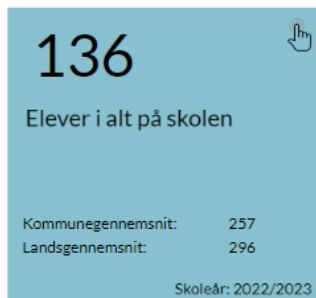 136
Elever i alt på skolen
Kommunegennemsnit: 257
Landsgennemsnit: 296
Skoleår: 2022/2023